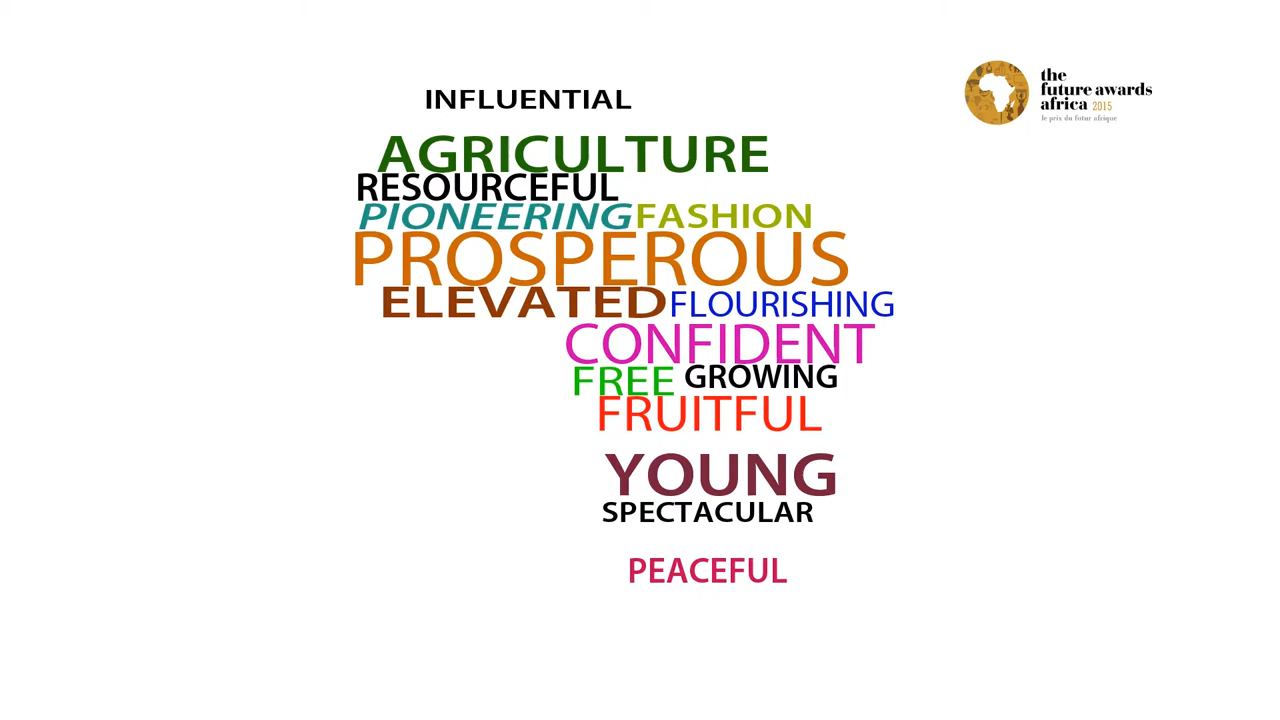 the
future awards
africa 2015
le prix du futur afrique
INFLUENTIAL
AGRICULTURE
RESOURCEFUL
PIONEERING FASHION
PROSPEROUS
ELEVATED FLOURISHING
CONFIDENT
FREE GROWING
FRUITFUL
YOUNG
SPECTACULAR
PEACEFUL